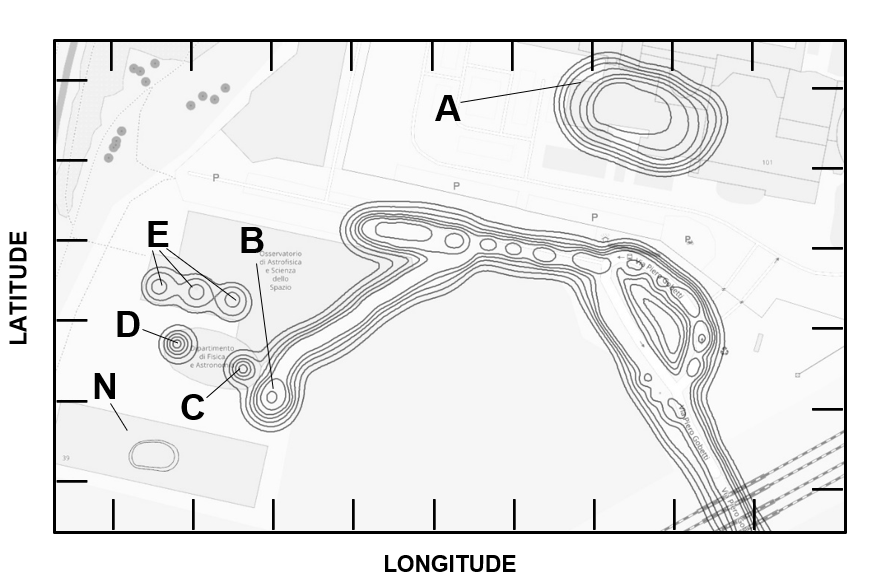 A
101
P
P
P
P
E
B
Osservatorio
di Astrofisica
e Scienza
dello
Spazio
Via Piero Gobetti
LATITUDE
D
Dipartimento
di Fisica
e Astronomia
N
C
Via Piero Gobetti
39
LONGITUDE